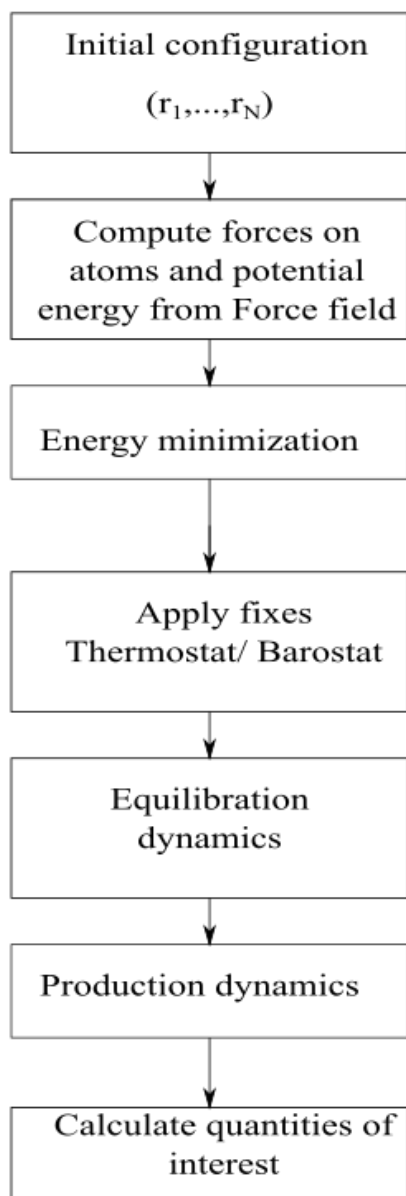 Initial configuration
(r₁,...,r_N)
Compute forces on
atoms and potential
energy from Force field
Energy minimization
Apply fixes
Thermostat/ Barostat
Equilibration
dynamics
Production dynamics
Calculate quantities of
interest